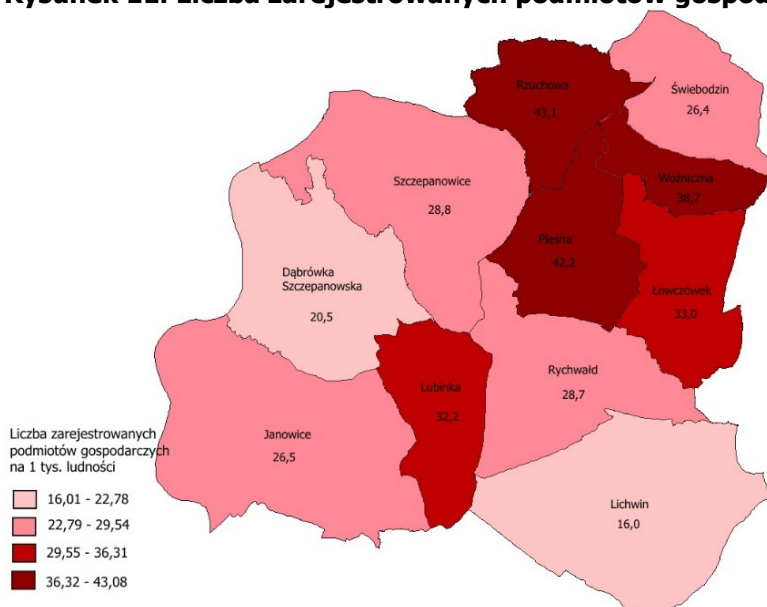 Rysunek 11. Liczba zarejestrowanych podmiotów gospod
Rzuchowa
43,1
Świebodzin
26,4
Woźniczna
38,7
Szczepanowice
28,8
Pleśna
42,2
Dąbrówka
Szczepanowska
20,5
Łowczówek
33,0
Rychwałd
28,7
Lubinka
32,2
Janowice
26,5
Lichwin
16,0
Liczba zarejestrowanych
podmiotów gospodarczych
na 1 tys. ludności
16,01 - 22,78
22,79 - 29,54
29,55 - 36,31
36,32 - 43,08